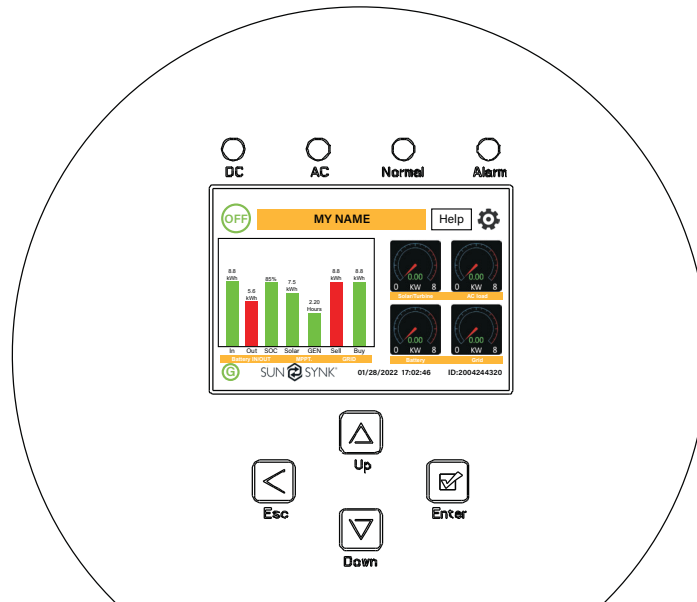 DC AC Normal Alarm
OFF MY NAME Help
8.8 kWh
5.6 kWh
85%
7.5 kWh
2.20 Hours
8.8 kWh
8.8 kWh
In Out SOC Solar GEN Sell Buy
Battery IN/OUT MPPT GRID
0.00
0 KW 8
Solar/Turbine
0.00
0 KW 8
AC load
0.00
0 KW 8
Battery
0.00
0 KW 8
Grid
G SUN SYNK 01/28/2022 17:02:46 ID:2004244320
Up
Esc
Enter
Down